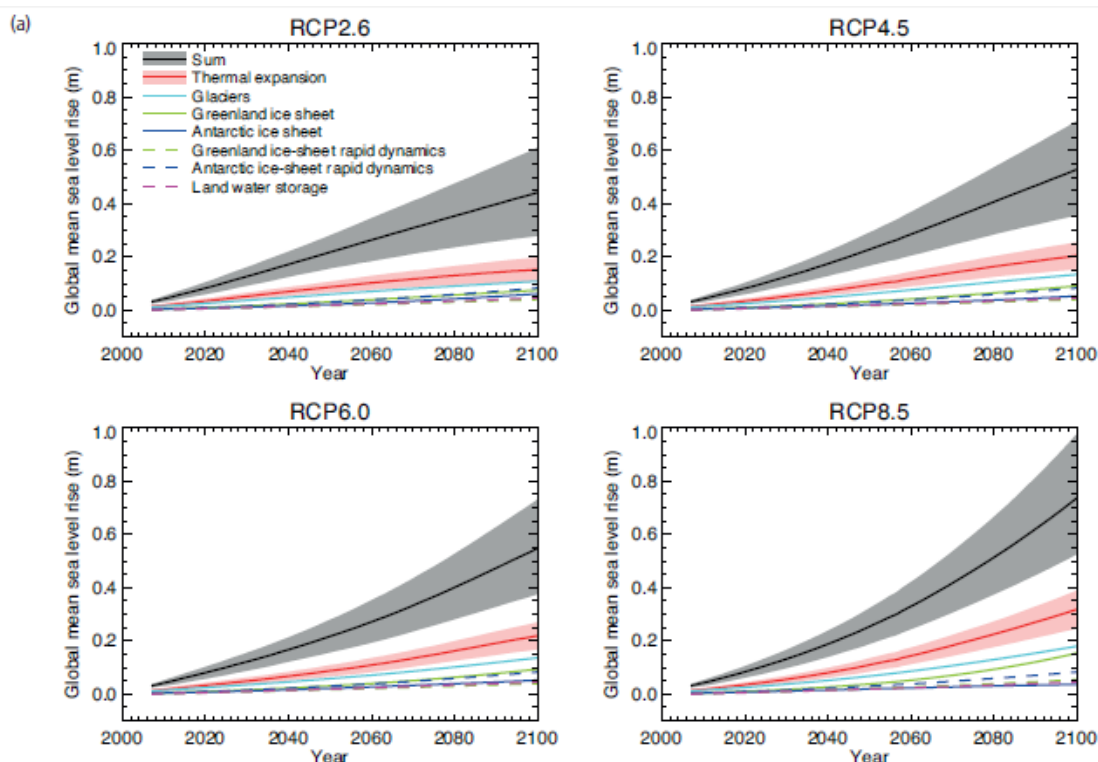 (a)
RCP2.6
Global mean sea level rise (m)
1.0
0.8
0.6
0.4
0.2
0.0
Sum
Thermal expansion
Glaciers
Greenland ice sheet
Antarctic ice sheet
Greenland ice-sheet rapid dynamics
Antarctic ice-sheet rapid dynamics
Land water storage
2000 2020 2040 2060 2080 2100
Year
RCP4.5
Global mean sea level rise (m)
1.0
0.8
0.6
0.4
0.2
0.0
2000 2020 2040 2060 2080 2100
Year
RCP6.0
Global mean sea level rise (m)
1.0
0.8
0.6
0.4
0.2
0.0
2000 2020 2040 2060 2080 2100
Year
RCP8.5
Global mean sea level rise (m)
1.0
0.8
0.6
0.4
0.2
0.0
2000 2020 2040 2060 2080 2100
Year